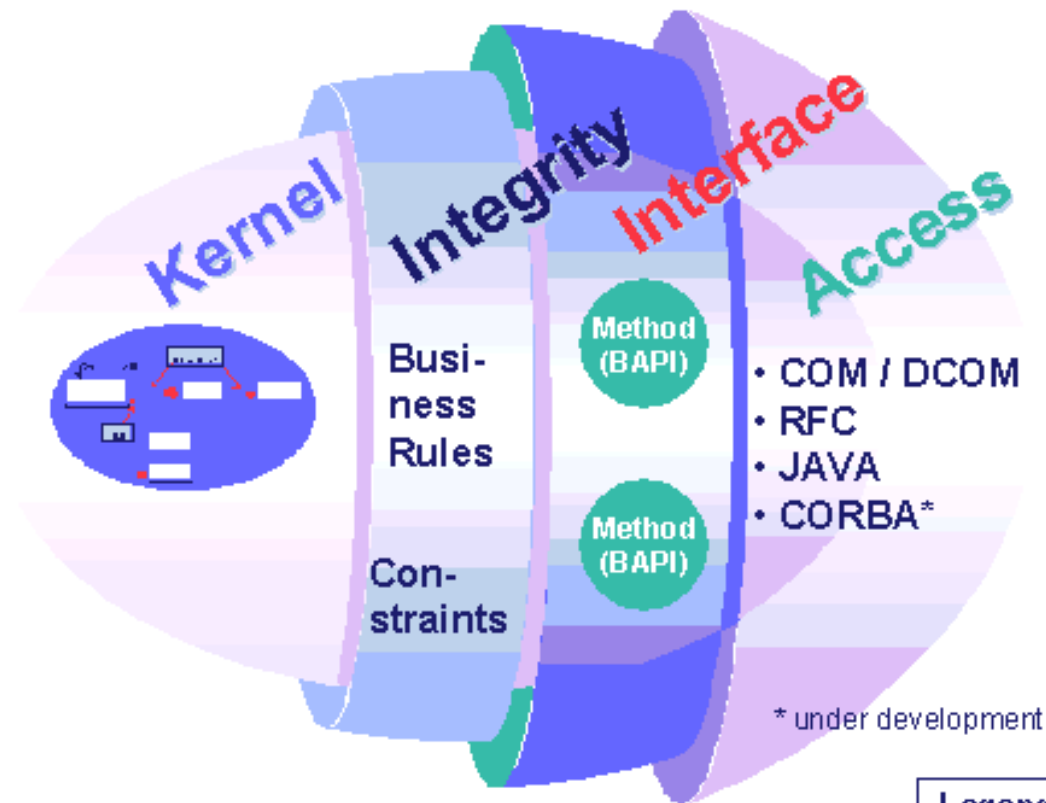 Kernel
Integrity
Interface
Access
Busi-
ness
Rules
Con-
straints
Method
(BAPI)
Method
(BAPI)
• COM / DCOM
• RFC
• JAVA
• CORBA*
* under development